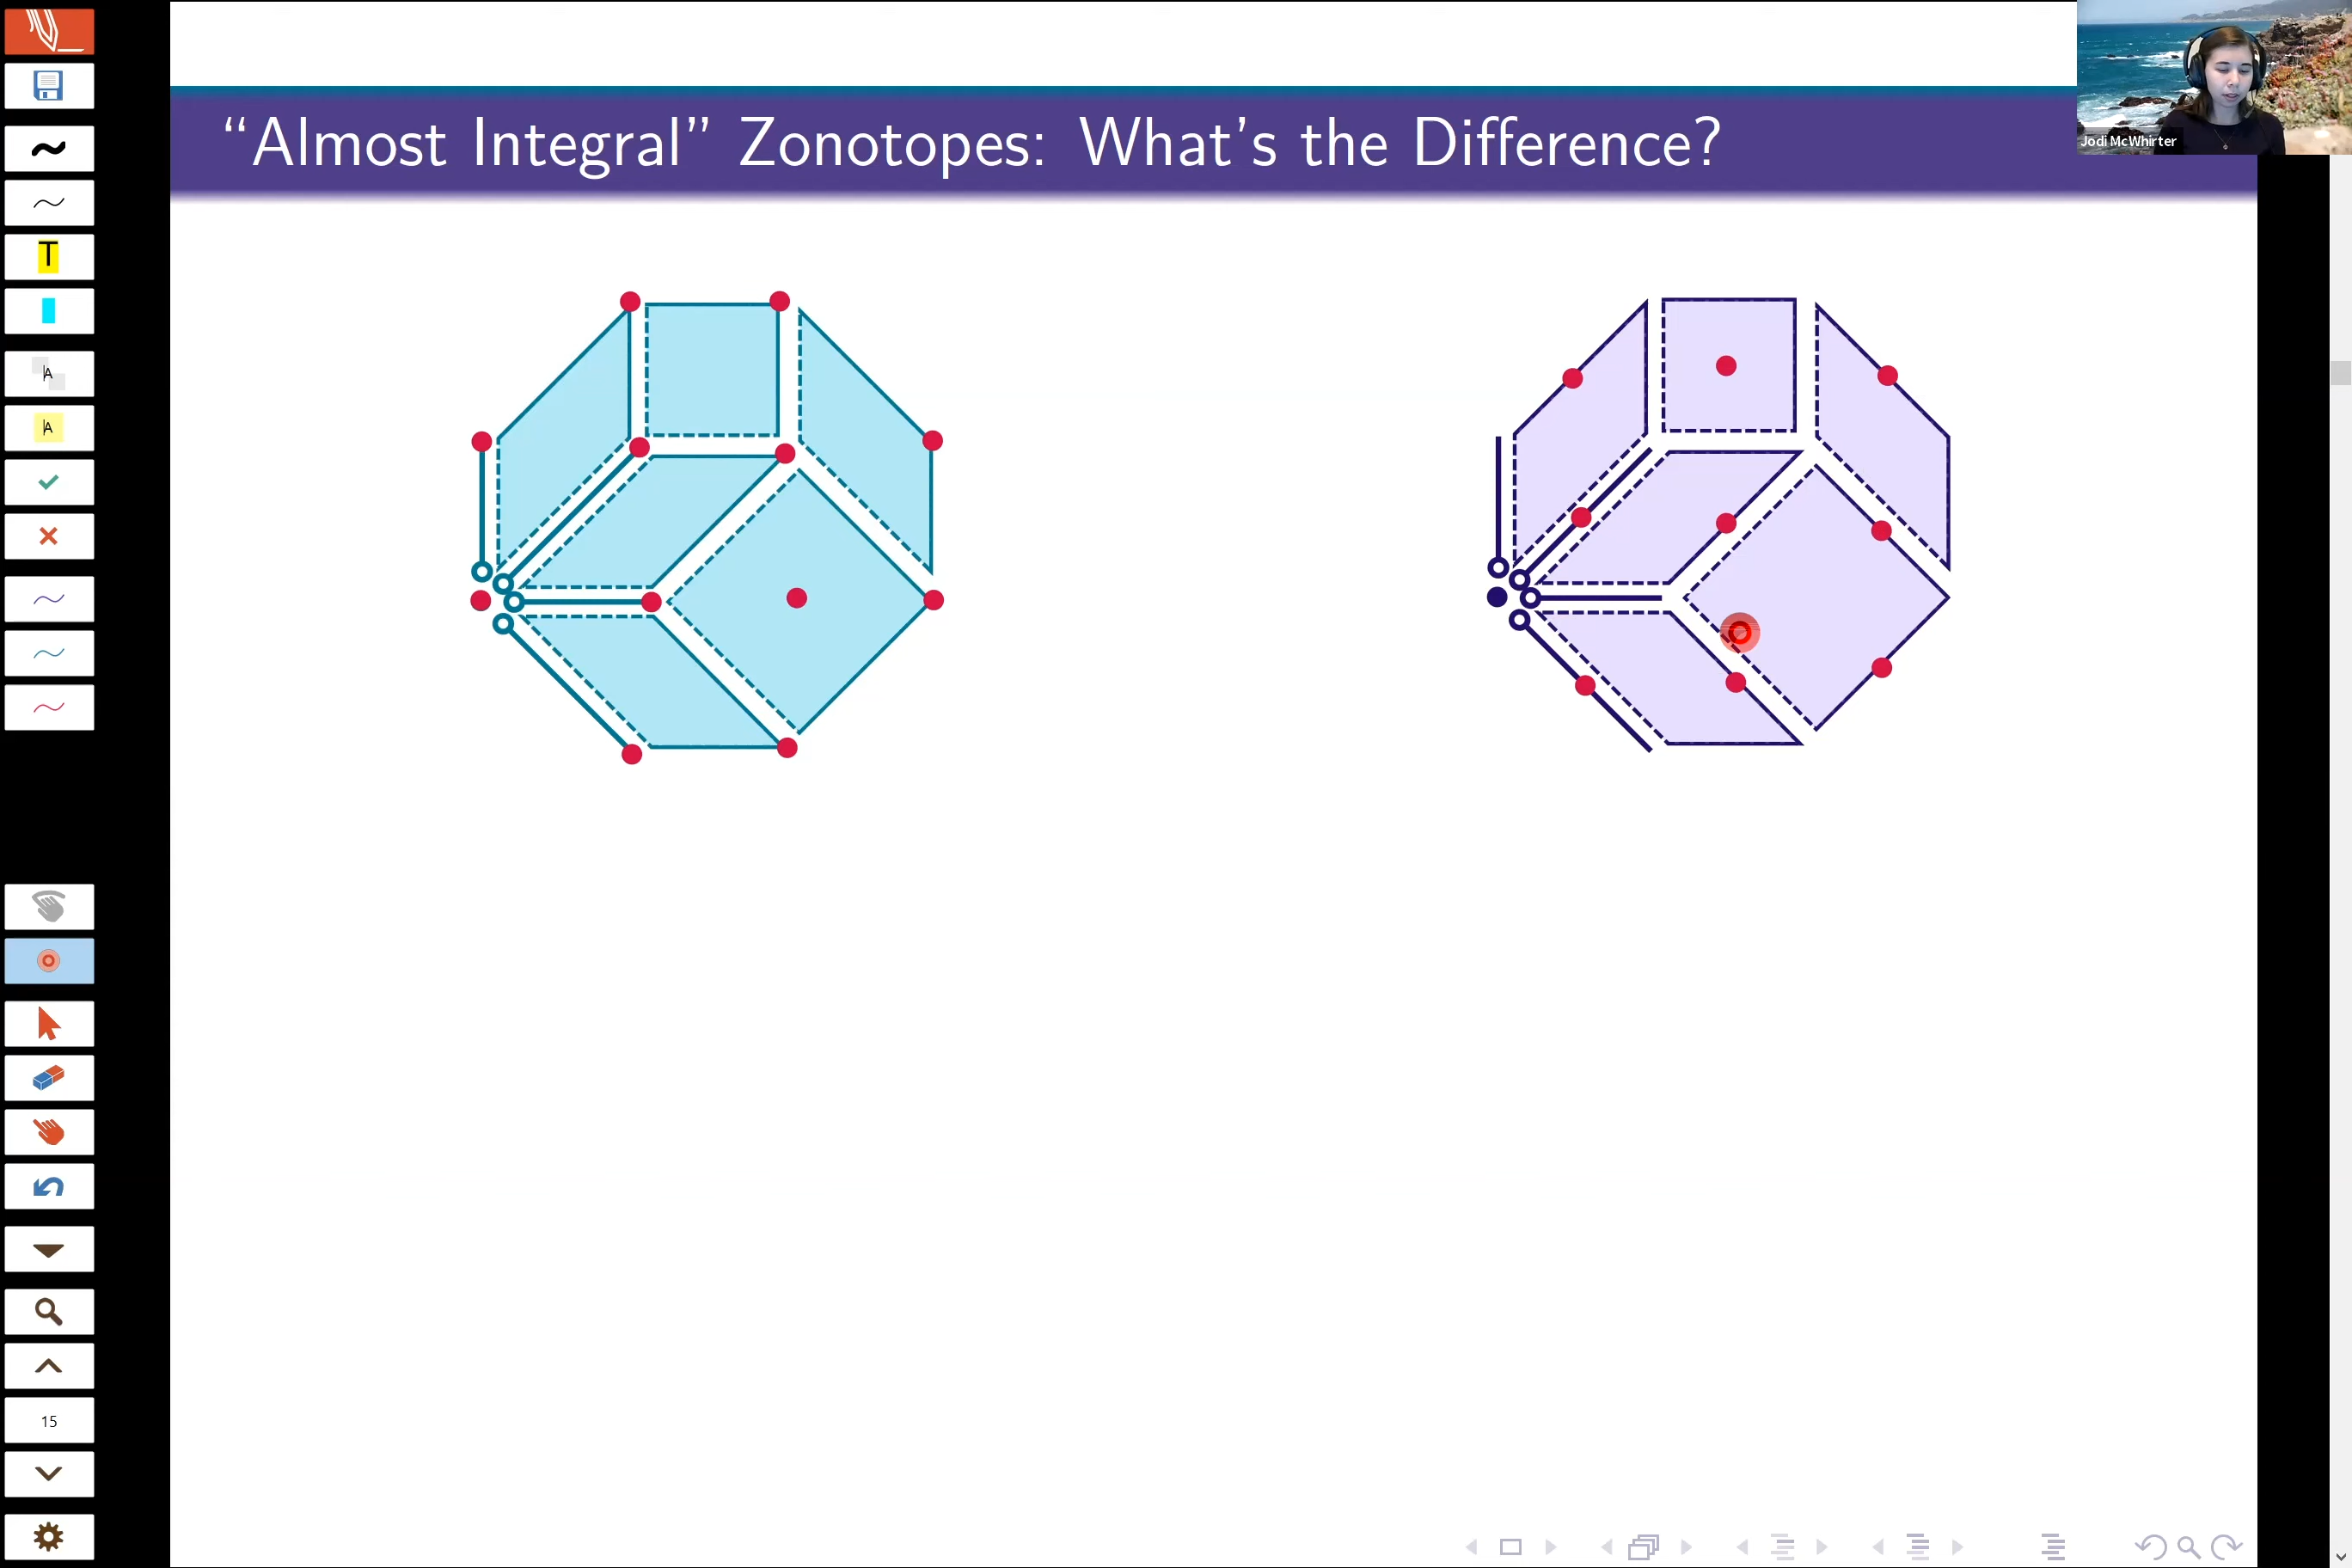 "Almost Integral" Zonotopes: What's the Difference?
Jodi McWhirter
T
A
A
15